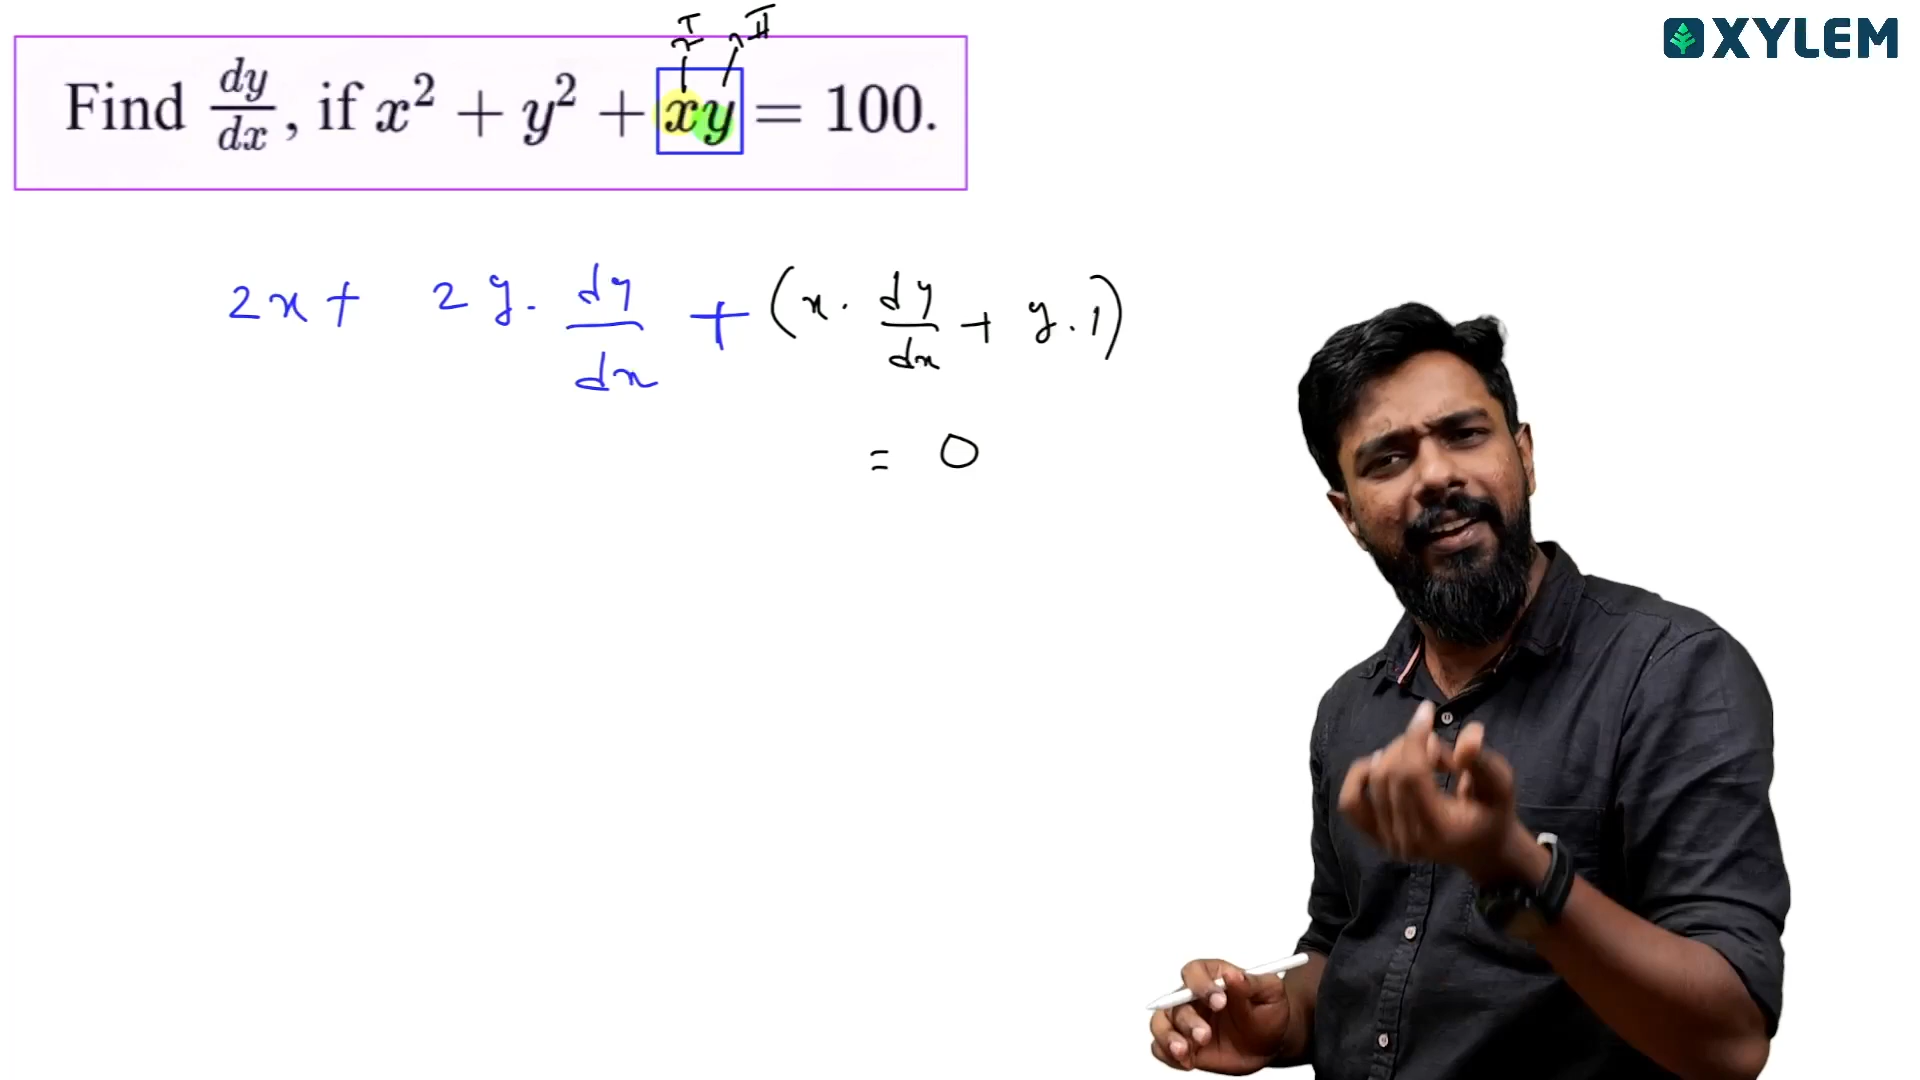 XYLEM
I II
Find dy/dx, if x² + y² + xy = 100.
2x + 2y. dy/dx + (x. dy/dx + y.1)
= 0